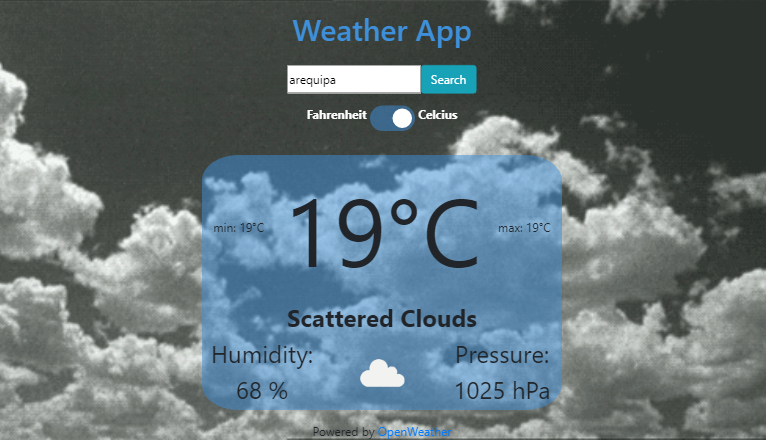 Weather App
arequipa Search
Fahrenheit Celcius
19°C
min: 19°C max: 19°C
Scattered Clouds
Humidity: Pressure:
68 % 1025 hPa
Powered by OpenWeather